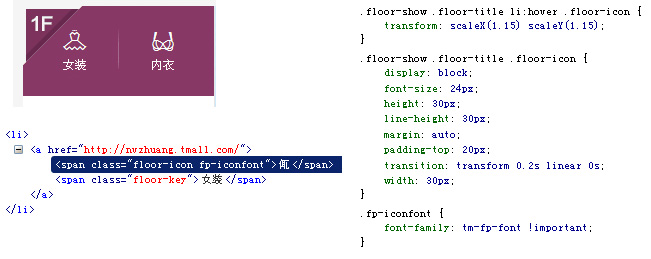 1F
女装 内衣
<li>
<a href="http://nvzhuang.tmall.com/">
<span class="floor-icon fp-iconfont">㑉</span>
<span class="floor-key">女装</span>
</a>
</li>
.floor-show .floor-title li:hover .floor-icon {
transform: scaleX(1.15) scaleY(1.15);
}
.floor-show .floor-title .floor-icon {
display: block;
font-size: 24px;
height: 30px;
line-height: 30px;
margin: auto;
padding-top: 20px;
transition: transform 0.2s linear 0s;
width: 30px;
}
.fp-iconfont {
font-family: tm-fp-font !important;
}